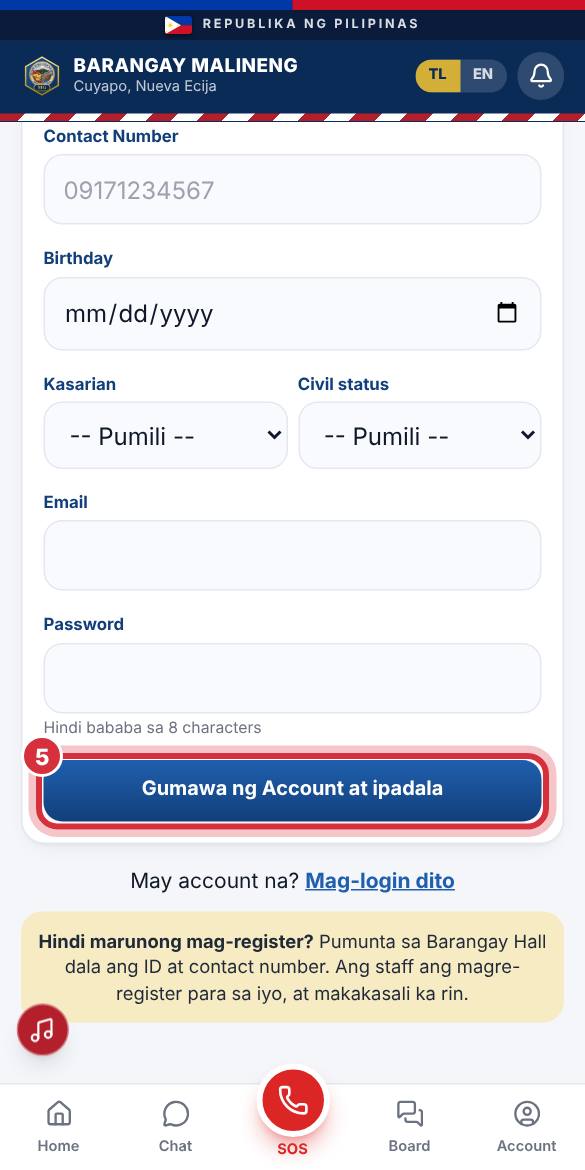 REPUBLIKA NG PILIPINAS
BARANGAY MALINENG
Cuyapo, Nueva Ecija
TL EN
Contact Number
09171234567
Birthday
mm/dd/yyyy
Kasarian Civil status
-- Pumili -- -- Pumili --
Email
Password
Hindi bababa sa 8 characters
5
Gumawa ng Account at ipadala
May account na? Mag-login dito
Hindi marunong mag-register? Pumunta sa Barangay Hall
dala ang ID at contact number. Ang staff ang magre-
register para sa iyo, at makakasali ka rin.
Home Chat SOS Board Account